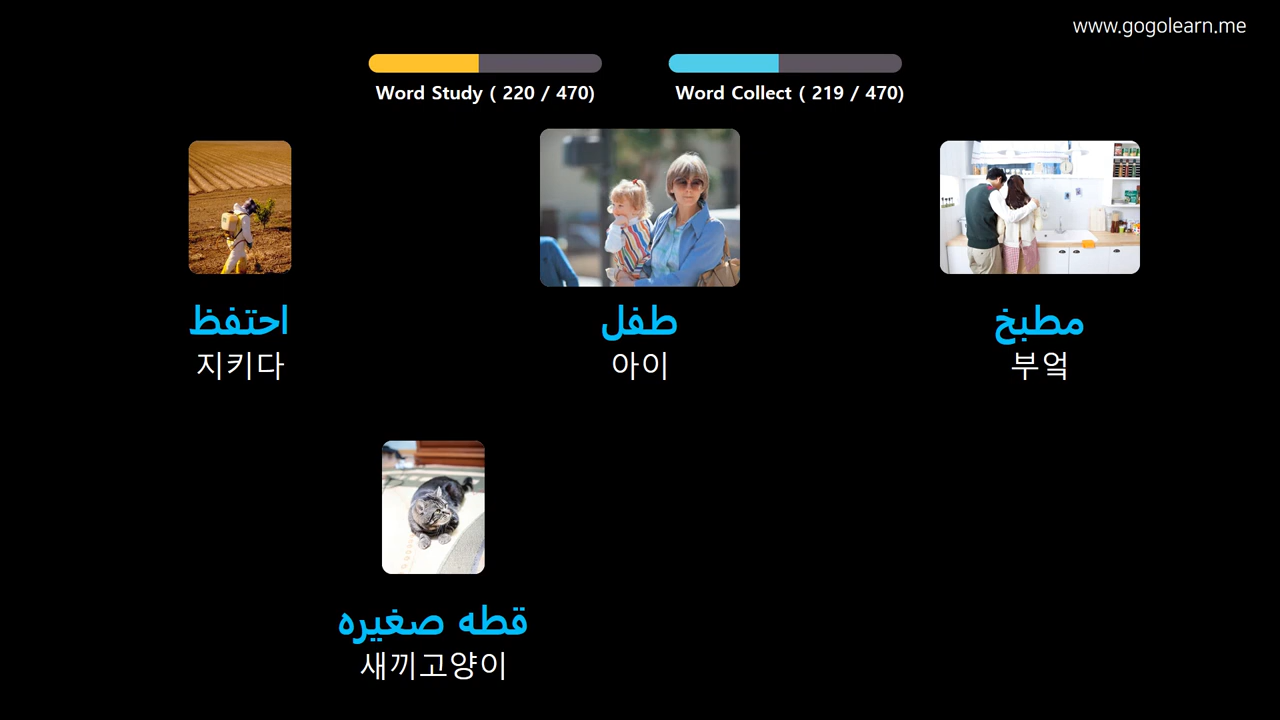 www.gogolearn.me
Word Study ( 220 / 470)
Word Collect ( 219 / 470)
احتفظ
지키다
طفل
아이
مطبخ
부엌
قطه صغيره
새끼고양이